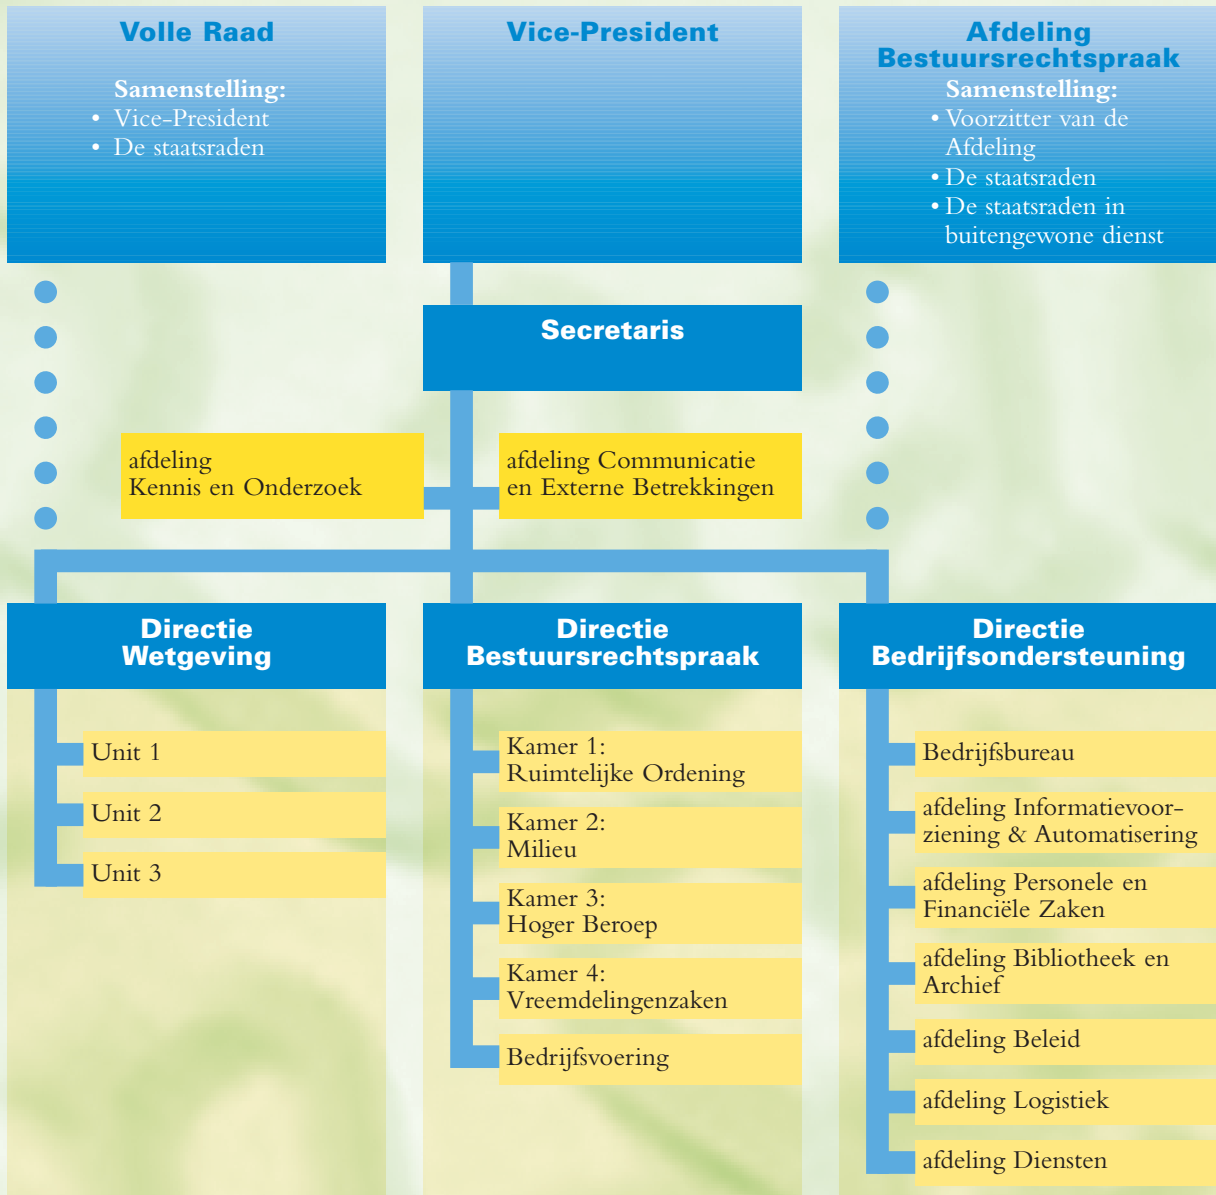 Volle Raad
Samenstelling:
• Vice-President
• De staatsraden
Vice-President
Afdeling
Bestuursrechtspraak
Samenstelling:
• Voorzitter van de
Afdeling
• De staatsraden
• De staatsraden in
buitengewone dienst
Secretaris
afdeling
Kennis en Onderzoek
afdeling Communicatie
en Externe Betrekkingen
Directie
Wetgeving
Unit 1
Unit 2
Unit 3
Directie
Bestuursrechtspraak
Kamer 1:
Ruimtelijke Ordening
Kamer 2:
Milieu
Kamer 3:
Hoger Beroep
Kamer 4:
Vreemdelingenzaken
Bedrijfsvoering
Directie
Bedrijfsondersteuning
Bedrijfsbureau
afdeling Informatievoor-
ziening & Automatisering
afdeling Personele en
Financiële Zaken
afdeling Bibliotheek en
Archief
afdeling Beleid
afdeling Logistiek
afdeling Diensten